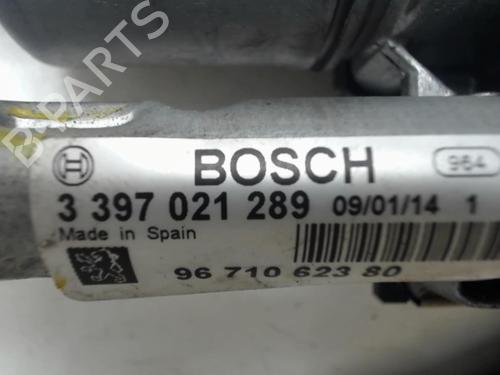 B-PARTS
BOSCH
964
3 397 021 289 09/01/14 1
Made in Spain
96 710 623 80